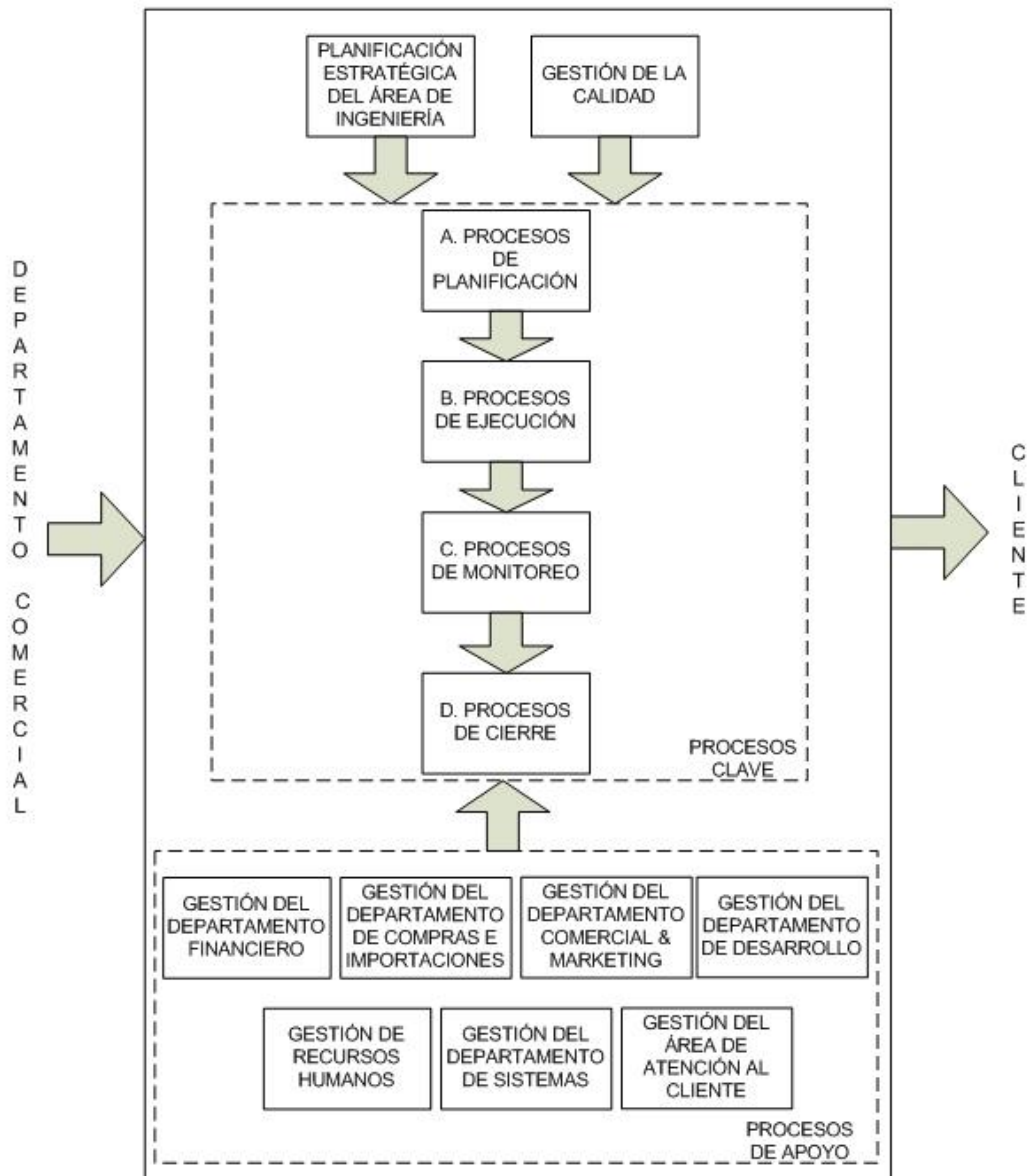 PLANIFICACIÓN
ESTRATÉGICA
DEL ÁREA DE
INGENIERÍA
GESTIÓN DE LA
CALIDAD
DEPARTAMENTO COMERCIAL
A. PROCESOS
DE
PLANIFICACIÓN
B. PROCESOS
DE EJECUCIÓN
C. PROCESOS
DE MONITOREO
D. PROCESOS
DE CIERRE
PROCESOS
CLAVE
CLIENTE
GESTIÓN DEL
DEPARTAMENTO
FINANCIERO
GESTIÓN DEL
DEPARTAMENTO
DE COMPRAS E
IMPORTACIONES
GESTIÓN DEL
DEPARTAMENTO
COMERCIAL &
MARKETING
GESTIÓN DEL
DEPARTAMENTO
DE DESARROLLO
GESTIÓN DE
RECURSOS
HUMANOS
GESTIÓN DEL
DEPARTAMENTO
DE SISTEMAS
GESTIÓN DEL
ÁREA DE
ATENCIÓN AL
CLIENTE
PROCESOS
DE APOYO